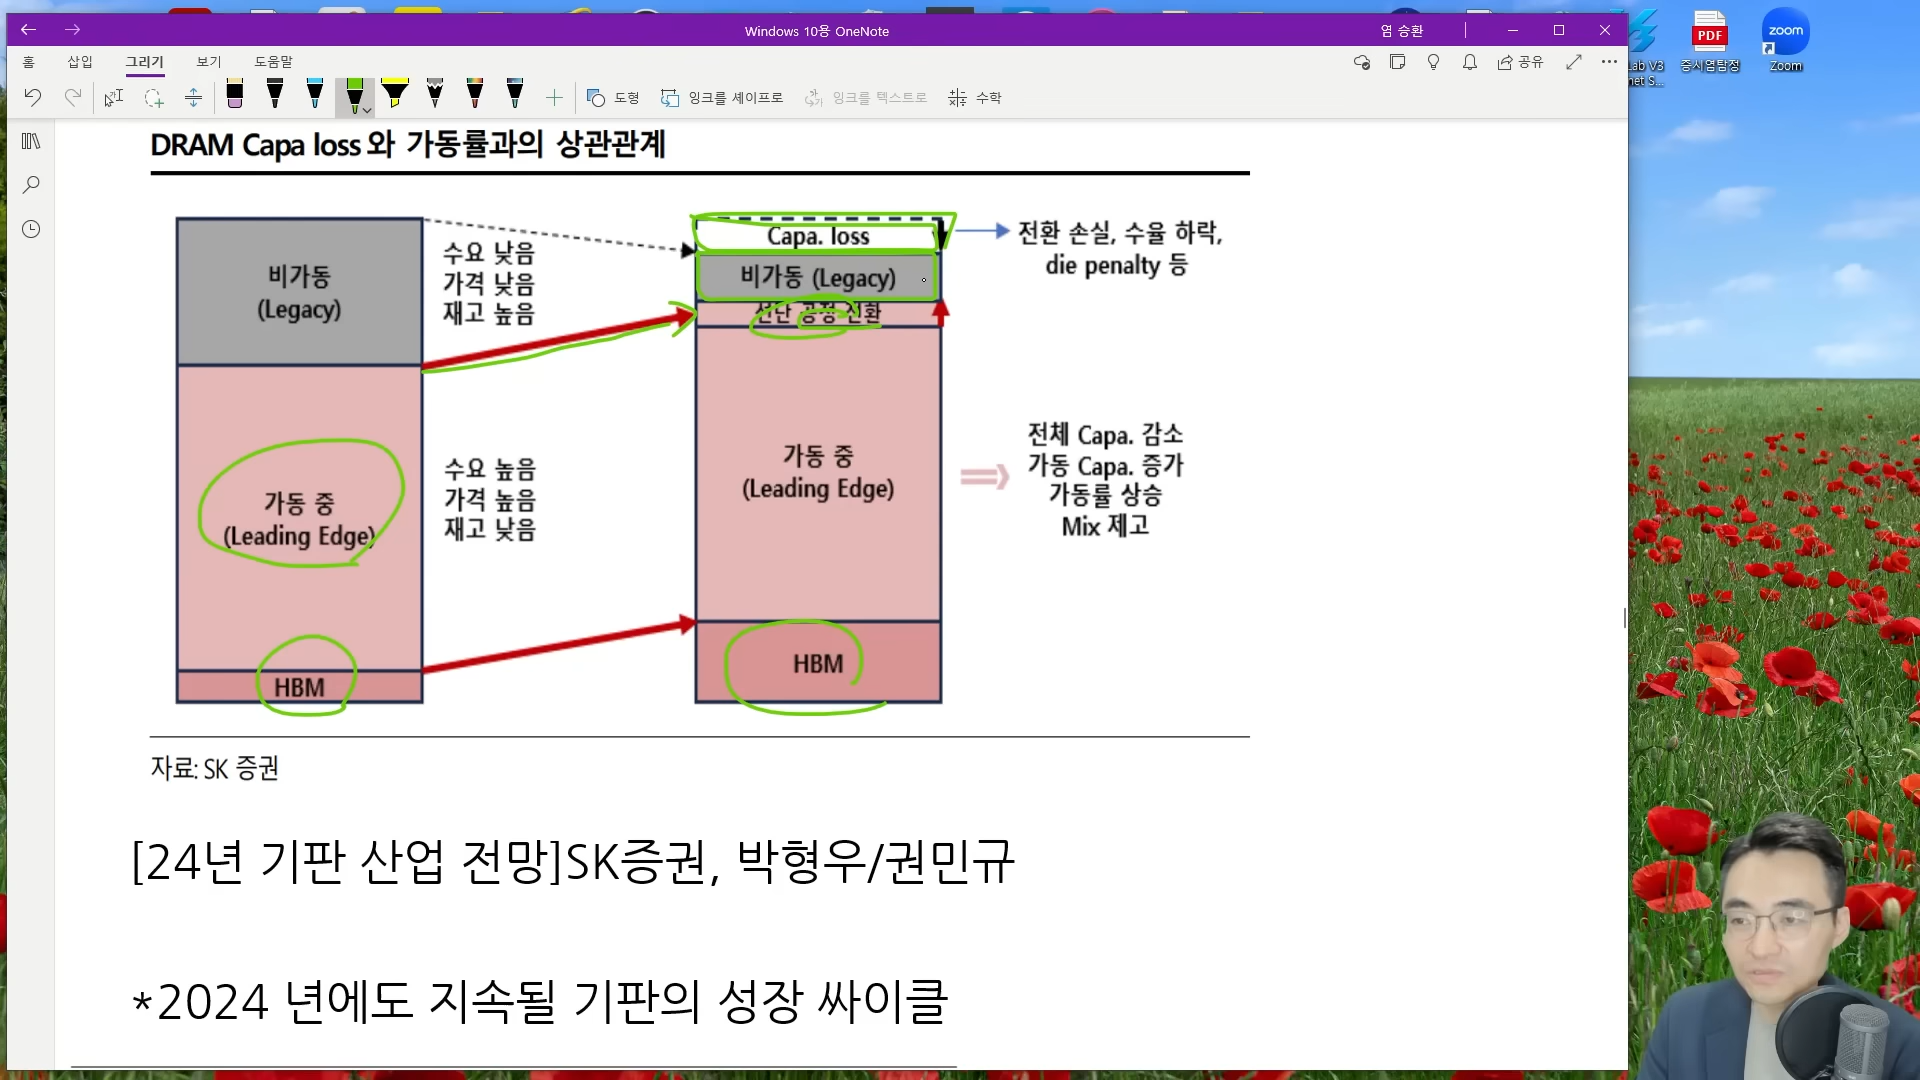 Windows 10용 OneNote
염 승환
홈 삽입 그리기 보기 도움말
공유
도형 잉크를 셰이프로 잉크를 텍스트로 수학
증시염탐정
Zoom
zoom
PDF
DRAM Capa loss와 가동률과의 상관관계
비가동
(Legacy)
수요 낮음
가격 낮음
재고 높음
가동 중
(Leading Edge)
수요 높음
가격 높음
재고 낮음
HBM
Capa. loss
비가동 (Legacy)
선단 공정 전환
가동 중
(Leading Edge)
HBM
전환 손실, 수율 하락,
die penalty 등
전체 Capa. 감소
가동 Capa. 증가
가동률 상승
Mix 제고
자료: SK 증권
[24년 기판 산업 전망]SK증권, 박형우/권민규
*2024 년에도 지속될 기판의 성장 싸이클